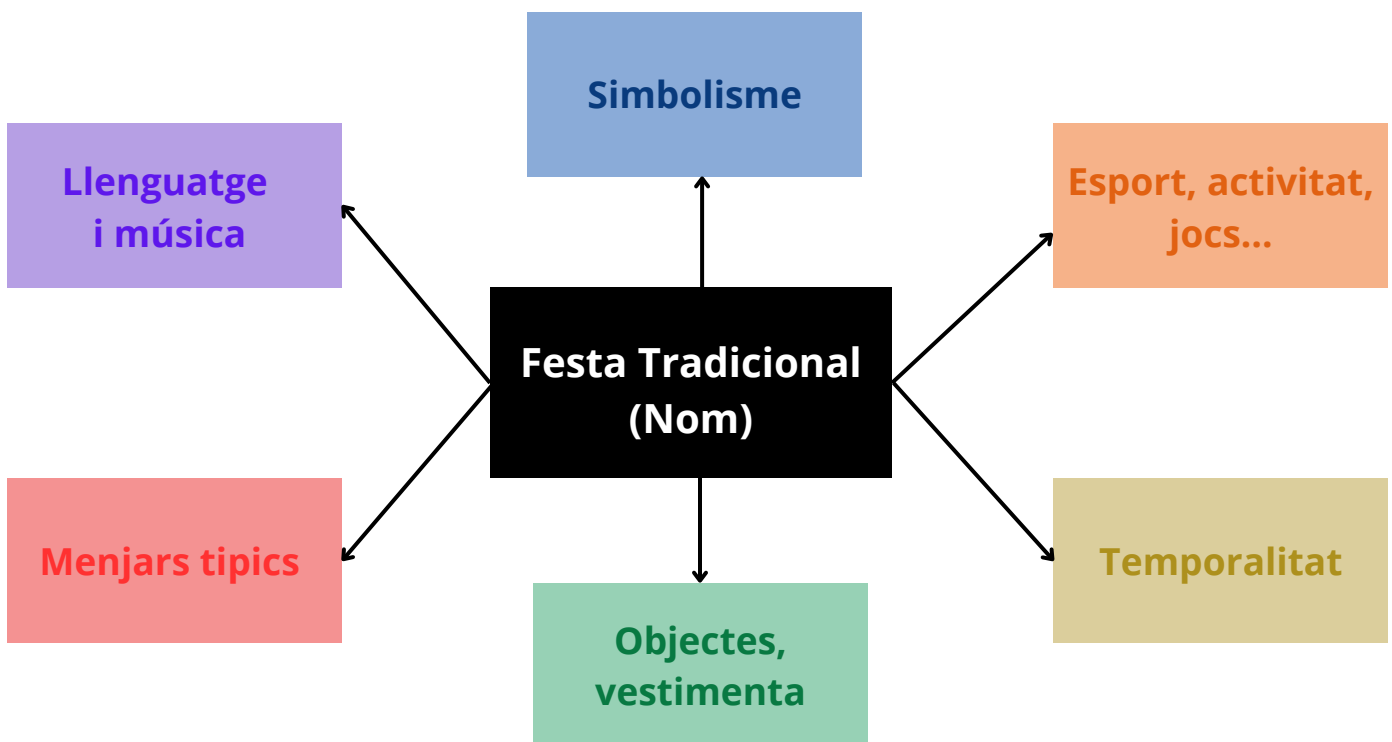 Simbolisme
Llenguatge
i música
Esport, activitat,
jocs...
Festa Tradicional
(Nom)
Menjars tipics
Temporalitat
Objectes,
vestimenta